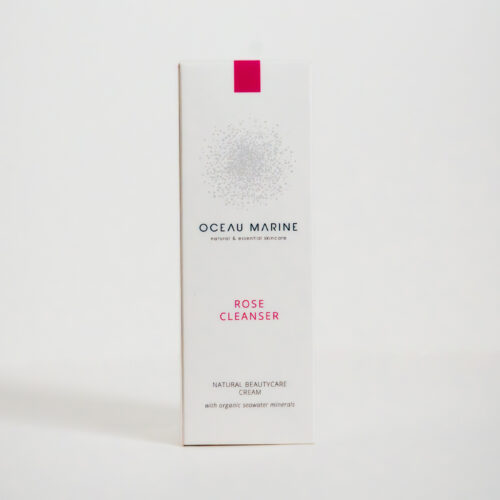 OCEAU MARINE
natural & essential skincare
ROSE
CLEANSER
NATURAL BEAUTYCARE
CREAM
with organic seawater minerals